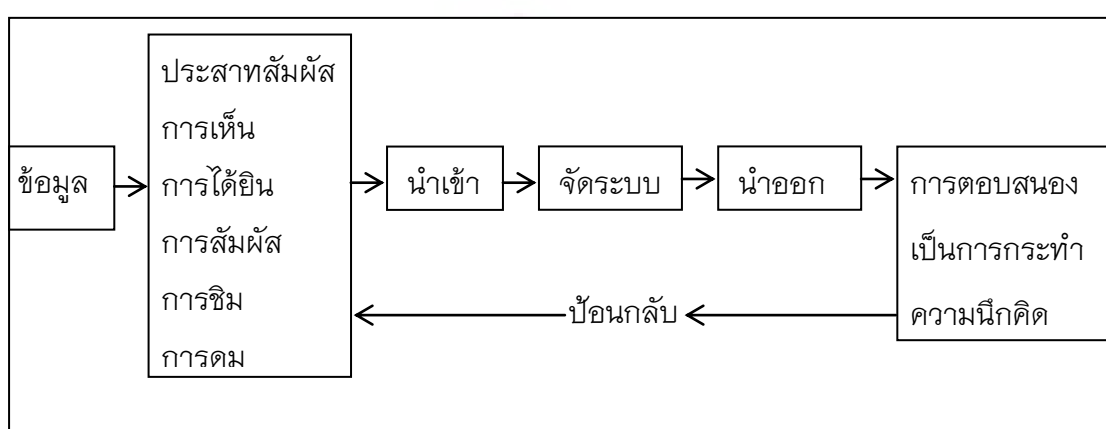 ข้อมูล
ประสาทสัมผัส
การเห็น
การได้ยิน
การสัมผัส
การชิม
การดม
นำเข้า
จัดระบบ
นำออก
การตอบสนอง
เป็นการกระทำ
ความนึกคิด
ป้อนกลับ